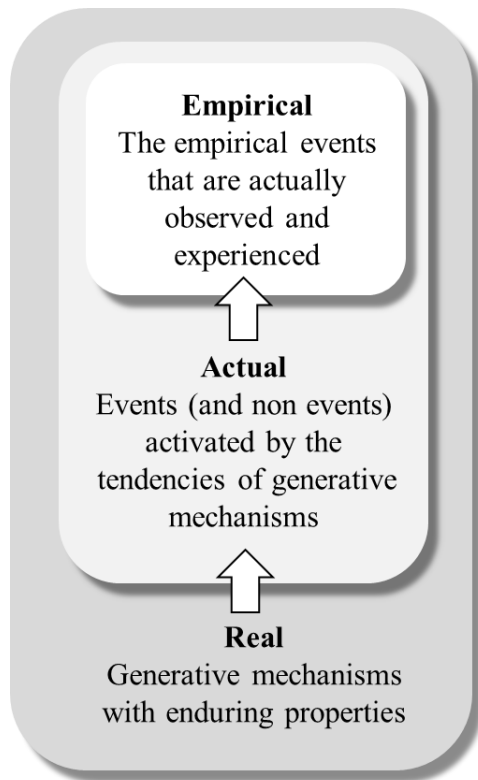 Empirical
The empirical events
that are actually
observed and
experienced
Actual
Events (and non events)
activated by the
tendencies of generative
mechanisms
Real
Generative mechanisms
with enduring properties